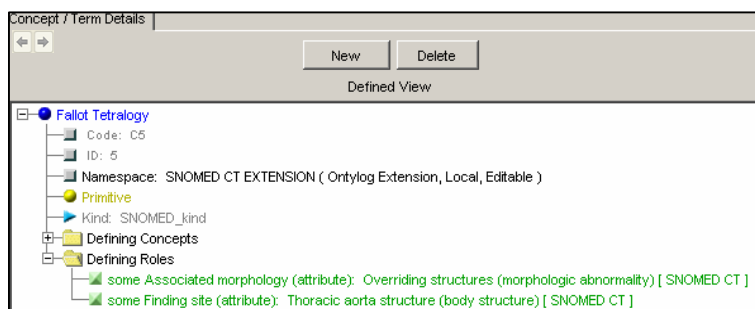 Concept / Term Details
New Delete
Defined View
Fallot Tetralogy
Code: C5
ID: 5
Namespace: SNOMED CT EXTENSION ( Ontylog Extension, Local, Editable )
Primitive
Kind: SNOMED_kind
Defining Concepts
Defining Roles
some Associated morphology (attribute): Overriding structures (morphologic abnormality) [ SNOMED CT ]
some Finding site (attribute): Thoracic aorta structure (body structure) [ SNOMED CT ]